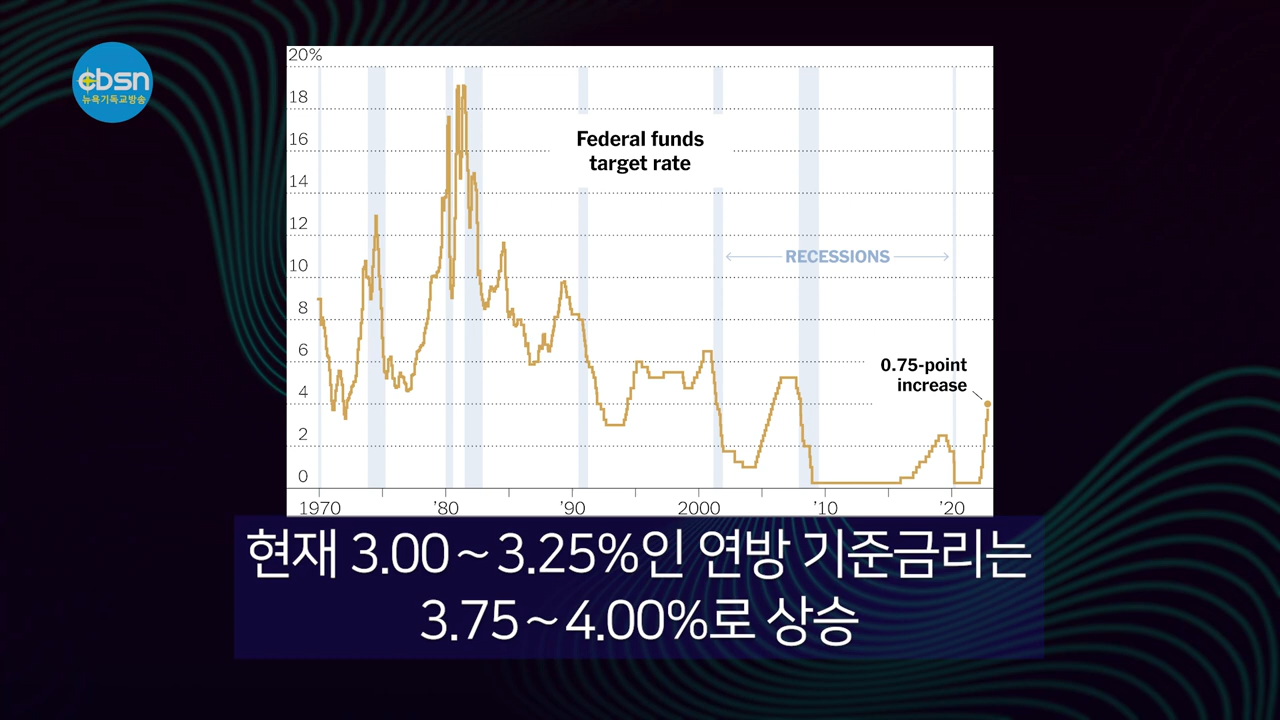 cbsn
뉴욕기독교방송
20%
18
16
14
12
10
8
6
4
2
0
Federal funds
target rate
RECESSIONS
0.75-point
increase
1970 '80 '90 2000 '10 '20
현재 3.00~3.25%인 연방 기준금리는
3.75~4.00%로 상승